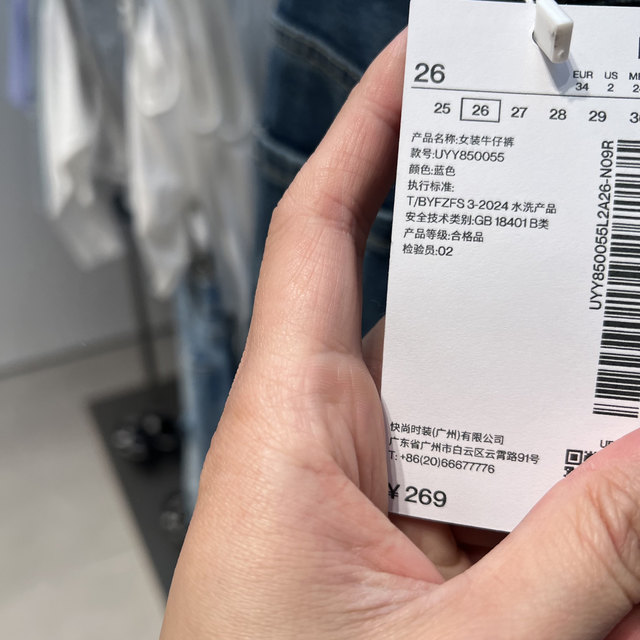 26
EUR US
34 2
25 26 27 28 29
产品名称:女装牛仔裤
款号:UYY850055
颜色:蓝色
执行标准:
T/BYFZFS 3-2024 水洗产品
安全技术类别:GB 18401 B类
产品等级:合格品
检验员:02
UYY850055L2A26-N09R
快尚时装(广州)有限公司
广东省广州市白云区云霄路91号
T: +86(20)66677776
¥ 269